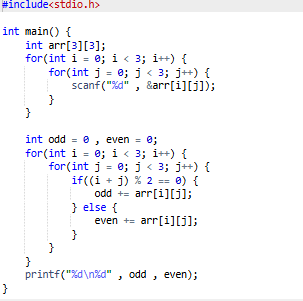 #include<stdio.h>

int main() {
    int arr[3][3];
    for(int i = 0; i < 3; i++) {
        for(int j = 0; j < 3; j++) {
            scanf("%d" , &arr[i][j]);
        }
    }

    int odd = 0 , even = 0;
    for(int i = 0; i < 3; i++) {
        for(int j = 0; j < 3; j++) {
            if((i + j) % 2 == 0) {
                odd += arr[i][j];
            } else {
                even += arr[i][j];
            }
        }
    }
    printf("%d\n%d" , odd , even);
}